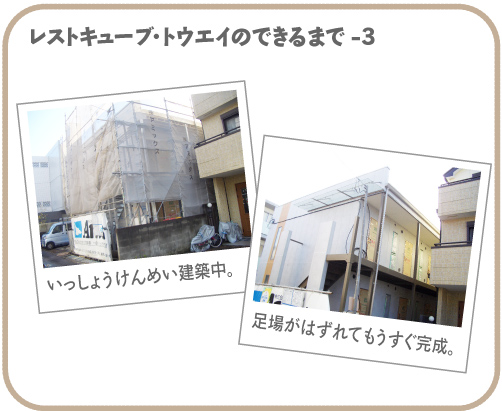 レストキューブ・トウエイのできるまで -3
いっしょうけんめい建築中。
足場がはずれてもうすぐ完成。